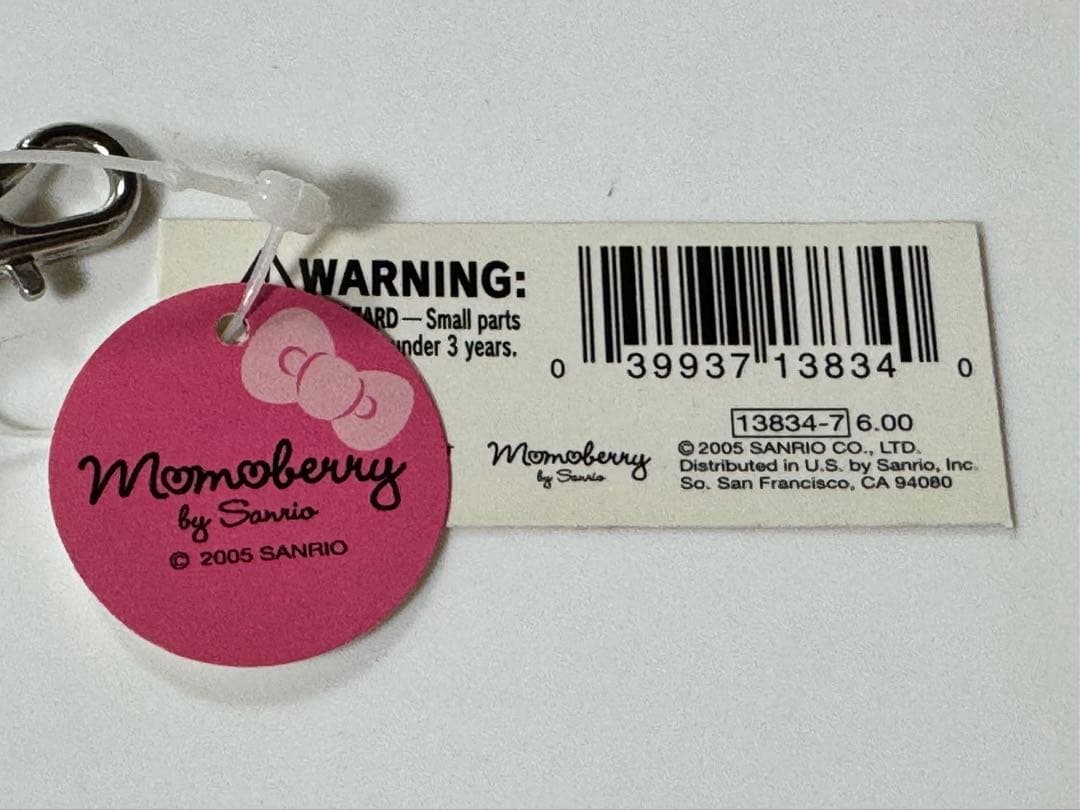 WARNING:
— Small parts
under 3 years.
0 39937 13834 0
13834-7 6.00
Momoberry
by Sanrio
© 2005 SANRIO CO., LTD.
Distributed in U.S. by Sanrio, Inc.
So. San Francisco, CA 94080
Momoberry
by Sanrio
© 2005 SANRIO